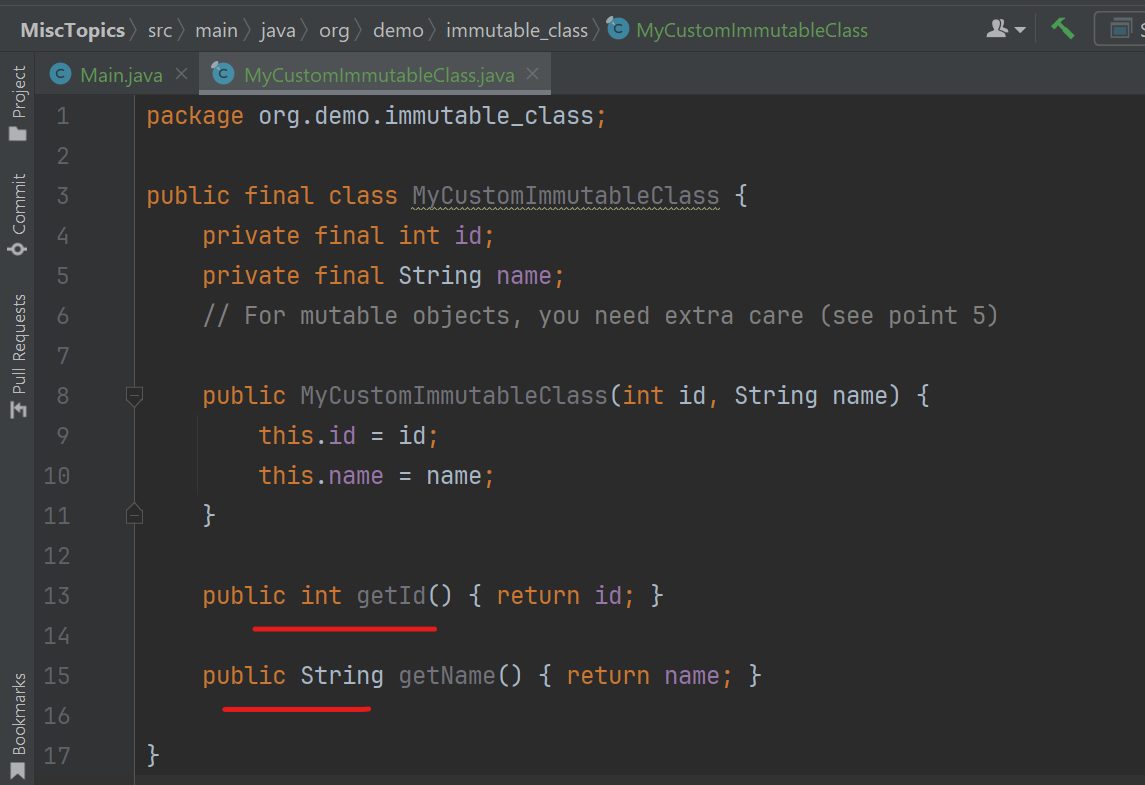 MiscTopics src main java org demo immutable_class MyCustomImmutableClass
Main.java MyCustomImmutableClass.java
Project
Commit
Pull Requests
Bookmarks
1 package org.demo.immutable_class;
2
3 public final class MyCustomImmutableClass {
4 private final int id;
5 private final String name;
6 // For mutable objects, you need extra care (see point 5)
7
8 public MyCustomImmutableClass(int id, String name) {
9 this.id = id;
10 this.name = name;
11 }
12
13 public int getId() { return id; }
14
15 public String getName() { return name; }
16
17 }